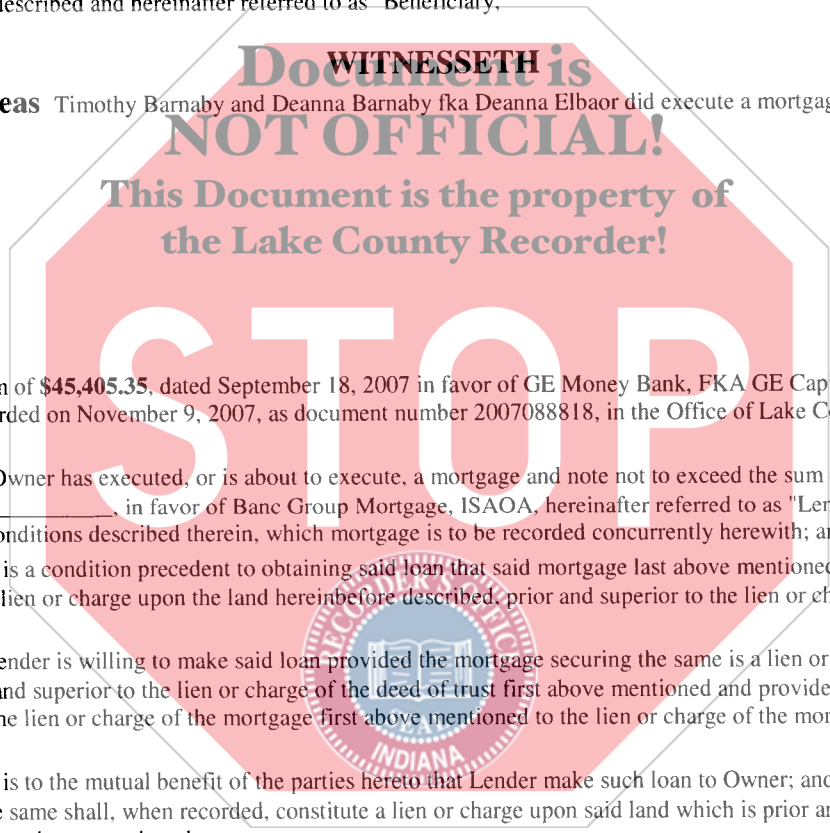 described and hereinafter referred to as "Beneficiary,"
WITNESSETH
Document is
eas Timothy Barnaby and Deanna Barnaby fka Deanna Elbaor did execute a mortgag
NOT OFFICIAL!
This Document is the property of
the Lake County Recorder!
STOP
n of $45,405.35, dated September 18, 2007 in favor of GE Money Bank, FKA GE Cap
rded on November 9, 2007, as document number 2007088818, in the Office of Lake C
Owner has executed, or is about to execute, a mortgage and note not to exceed the sum
__________, in favor of Banc Group Mortgage, ISAOA, hereinafter referred to as "Len
onditions described therein, which mortgage is to be recorded concurrently herewith; an
is a condition precedent to obtaining said loan that said mortgage last above mentioned
lien or charge upon the land hereinbefore described, prior and superior to the lien or ch
RECORDER'S OFFICE
ender is willing to make said loan provided the mortgage securing the same is a lien or
nd superior to the lien or charge of the deed of trust first above mentioned and provide
he lien or charge of the mortgage first above mentioned to the lien or charge of the mor
INDIANA
is to the mutual benefit of the parties hereto that Lender make such loan to Owner; and
e same shall, when recorded, constitute a lien or charge upon said land which is prior an